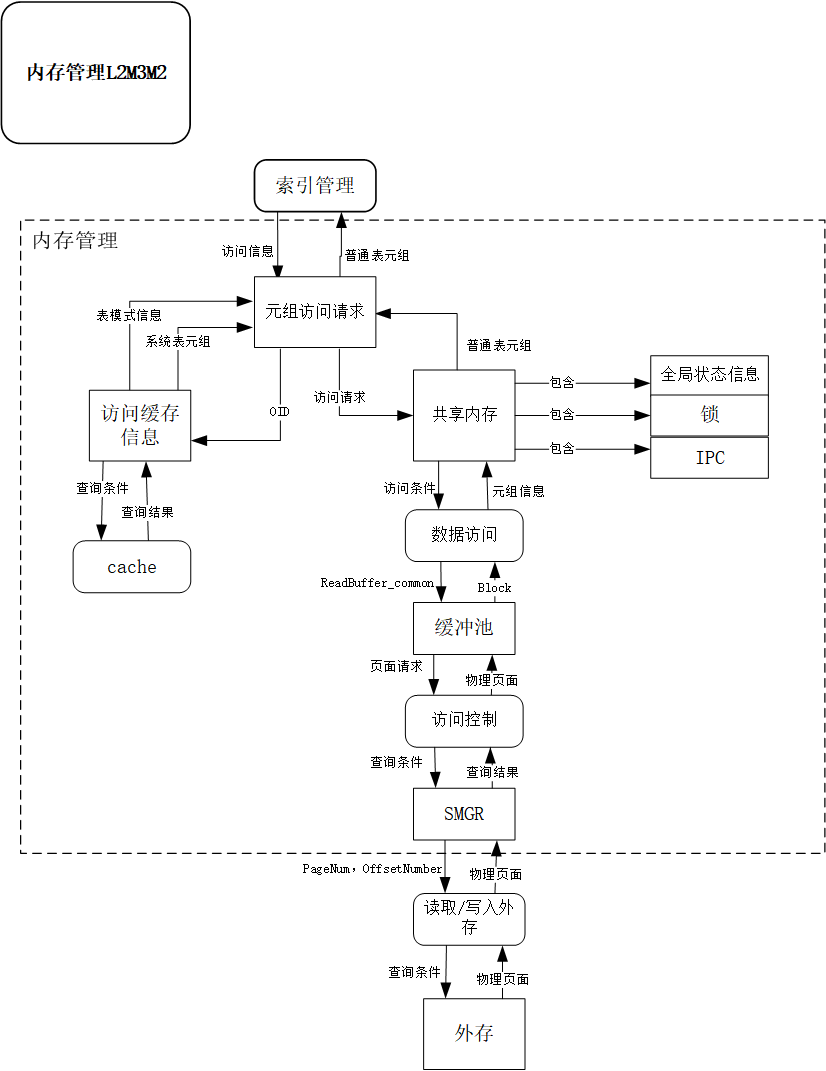 内存管理L2M3M2
索引管理
内存管理
访问信息
普通表元组
元组访问请求
表模式信息
系统表元组
普通表元组
OID
访问请求
访问缓存
信息
共享内存
包含
全局状态信息
包含
锁
包含
IPC
查询条件
查询结果
访问条件
元组信息
cache
数据访问
ReadBuffer_common
Block
缓冲池
页面请求
物理页面
访问控制
查询条件
查询结果
SMGR
PageNum，OffsetNumber
物理页面
读取/写入外
存
查询条件
物理页面
外存